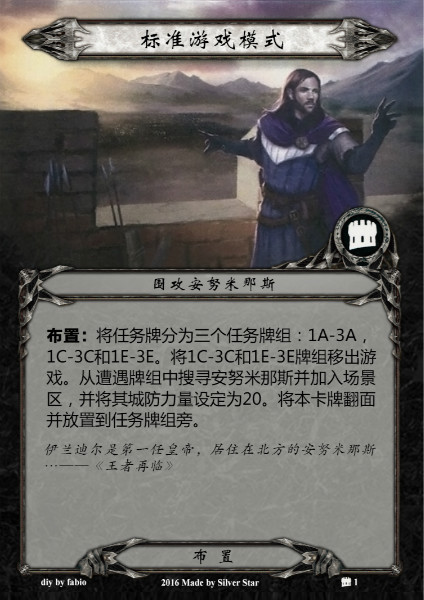 标准游戏模式
围攻安努米那斯
布置：将任务牌分为三个任务牌组：1A-3A，
1C-3C和1E-3E。将1C-3C和1E-3E牌组移出游
戏。从遭遇牌组中搜寻安努米那斯并加入场景
区，并将其城防力量设定为20。将本卡牌翻面
并放置到任务牌组旁。
伊兰迪尔是第一任皇帝，居住在北方的安努米那斯
…——《王者再临》
布 置
diy by fabio 2016 Made by Silver Star 1